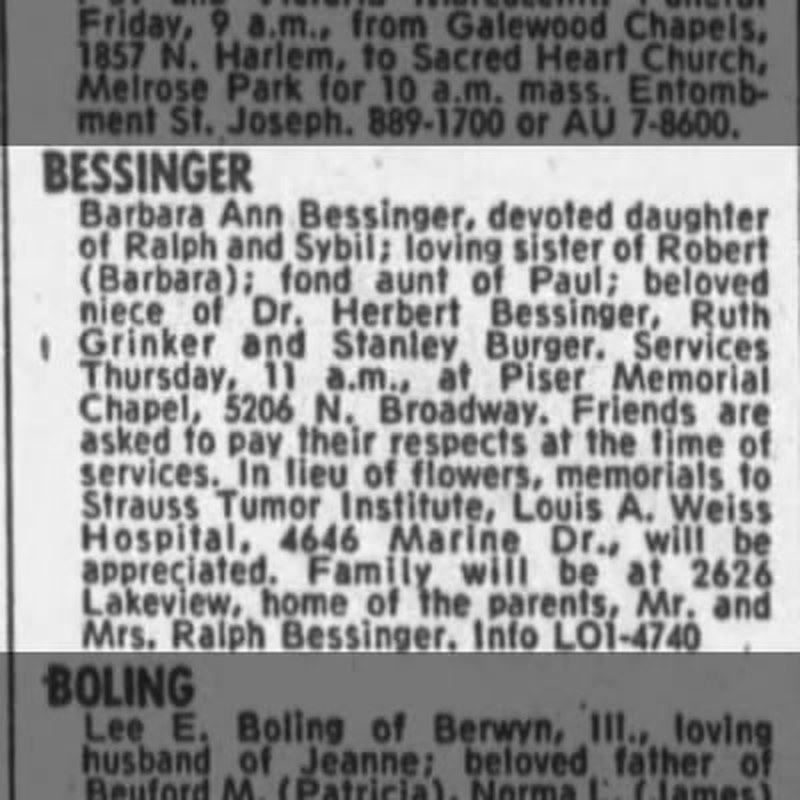 Friday, 9 a.m., from Galewood Chapels,
1857 N. Harlem, to Sacred Heart Church,
Melrose Park for 10 a.m. mass. Entomb-
ment St. Joseph. 889-1700 or AU 7-8600.
BESSINGER
Barbara Ann Bessinger, devoted daughter
of Ralph and Sybil; loving sister of Robert
(Barbara); fond aunt of Paul; beloved
niece of Dr. Herbert Bessinger, Ruth
Grinker and Stanley Burger. Services
Thursday, 11 a.m., at Piser Memorial
Chapel, 5206 N. Broadway. Friends are
asked to pay their respects at the time of
services. In lieu of flowers, memorials to
Strauss Tumor Institute, Louis A. Weiss
Hospital, 4646 Marine Dr., will be
appreciated. Family will be at 2626
Lakeview, home of the parents, Mr. and
Mrs. Ralph Bessinger. Info LO1-4740
BOLING
Lee E. Boling of Berwyn, Ill., loving
husband of Jeanne; beloved father of
Beuford M. (Patricia), Norma L. (James)